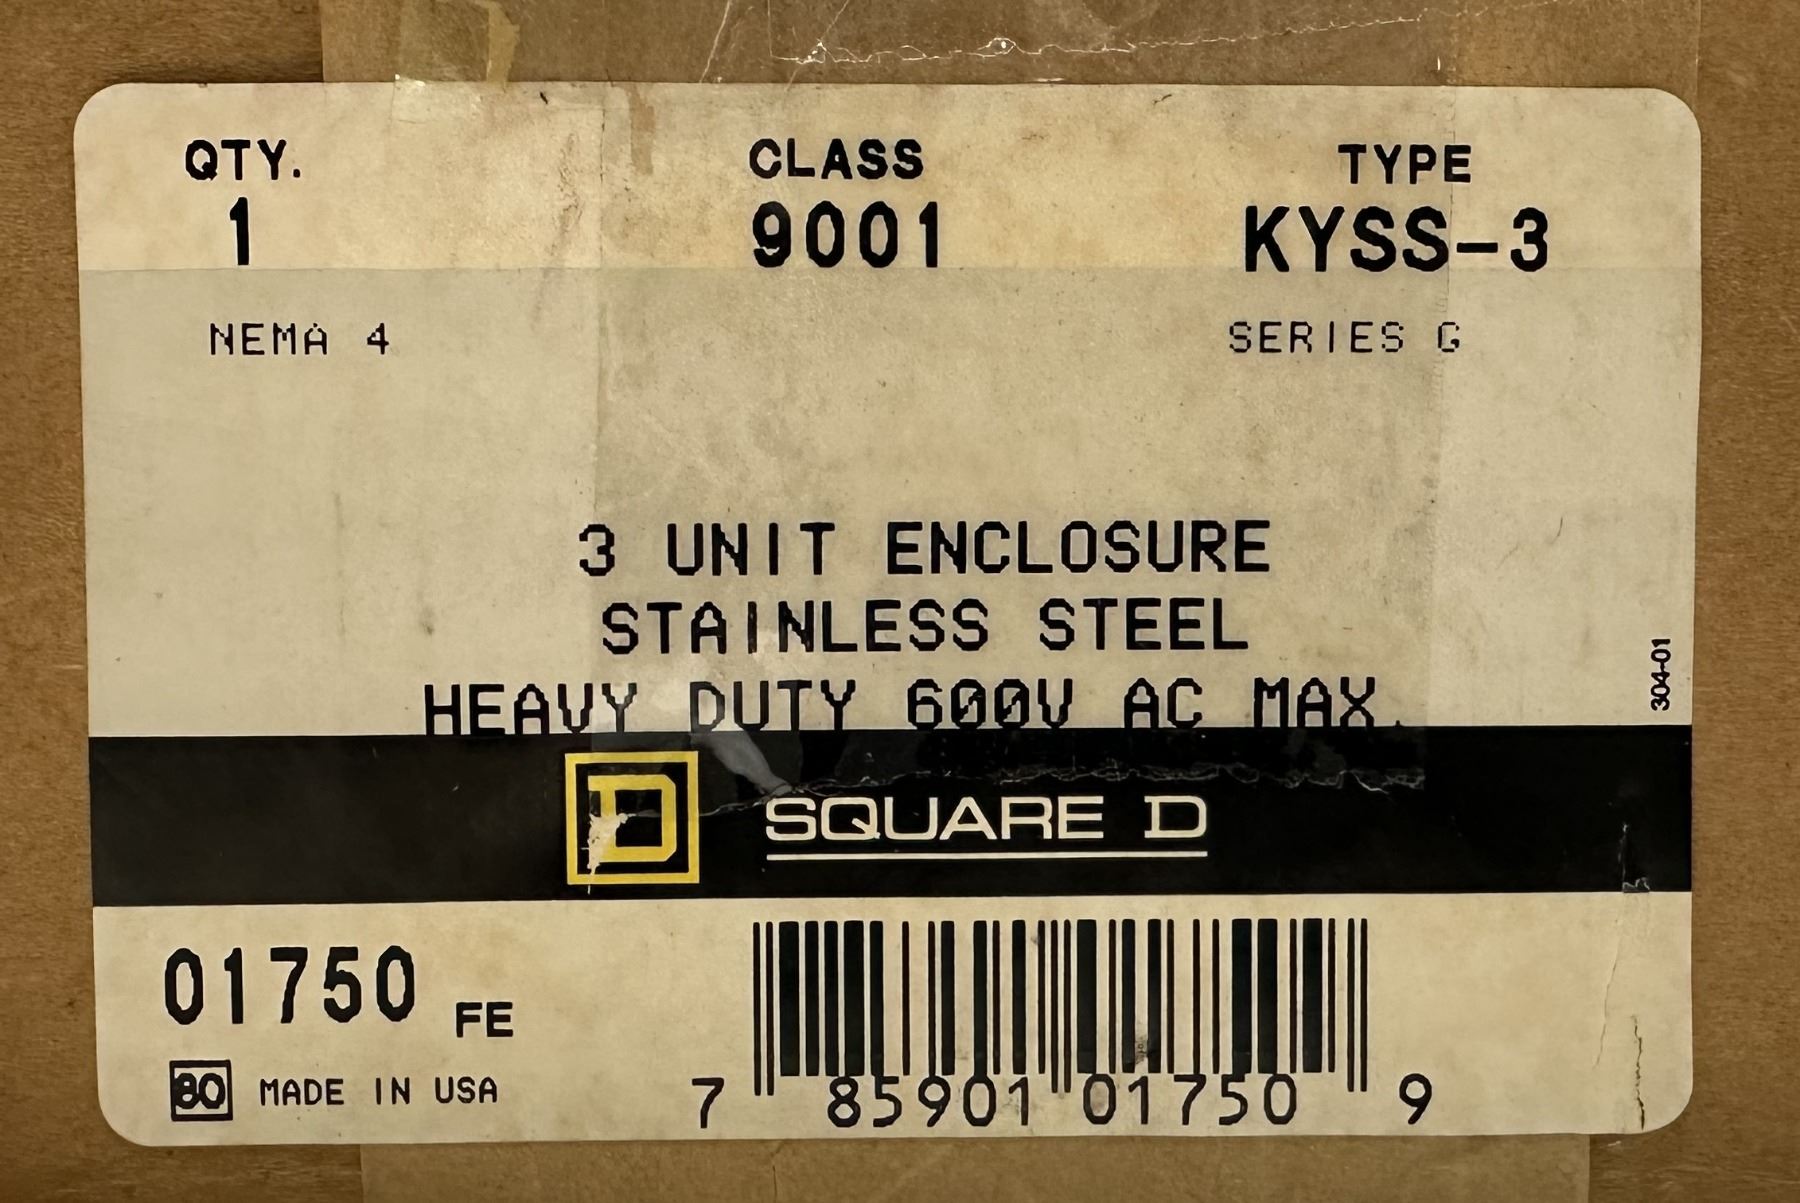 QTY. CLASS TYPE
1 9001 KYSS-3
NEMA 4 SERIES G
3 UNIT ENCLOSURE
STAINLESS STEEL
HEAVY DUTY 600V AC MAX.
304-01
D SQUARE D
01750 FE
80 MADE IN USA
7 85901 01750 9